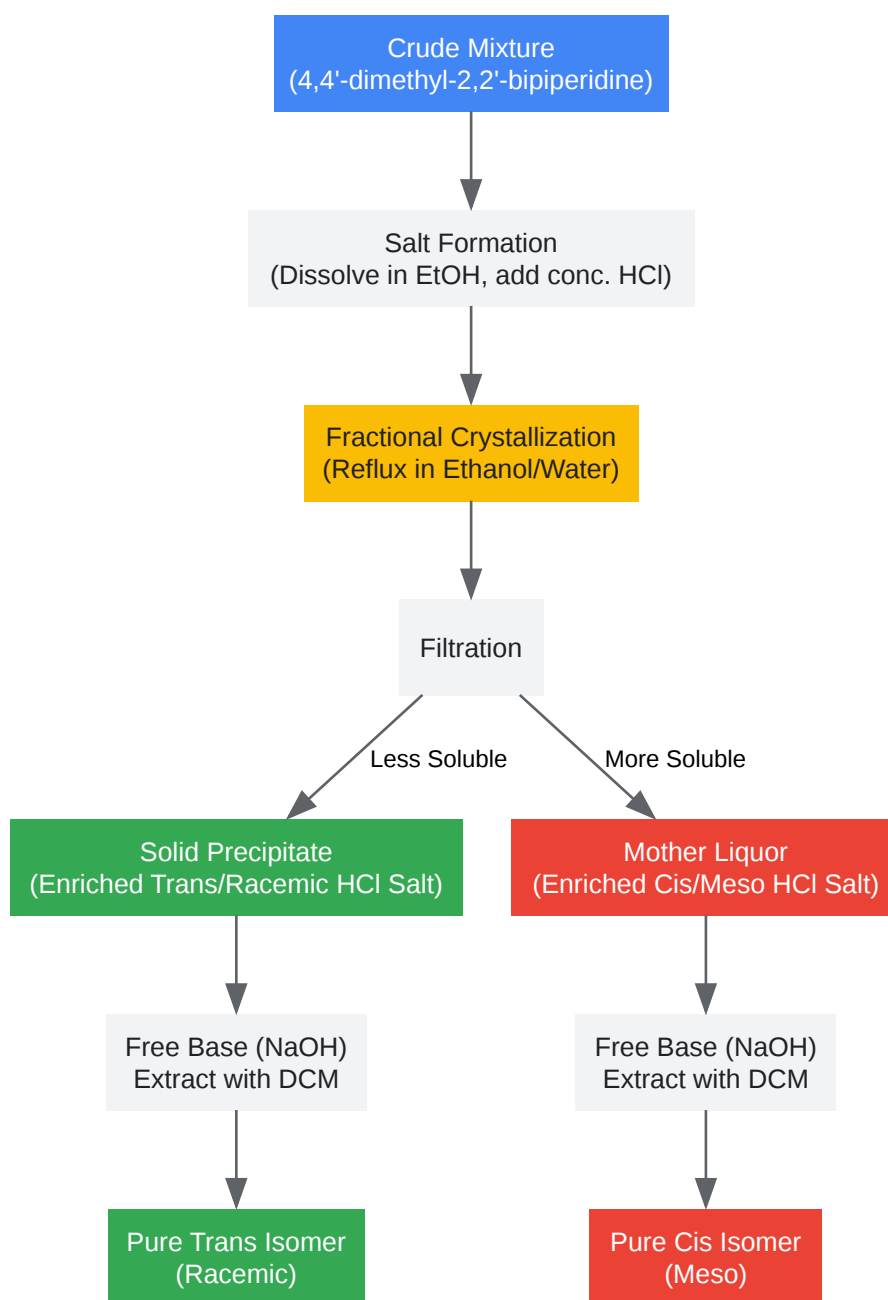 Crude Mixture
(4,4'-dimethyl-2,2'-bipiperidine)
Salt Formation
(Dissolve in EtOH, add conc. HCl)
Fractional Crystallization
(Reflux in Ethanol/Water)
Filtration
Less Soluble
More Soluble
Solid Precipitate
(Enriched Trans/Racemic HCl Salt)
Mother Liquor
(Enriched Cis/Meso HCl Salt)
Free Base (NaOH)
Extract with DCM
Free Base (NaOH)
Extract with DCM
Pure Trans Isomer
(Racemic)
Pure Cis Isomer
(Meso)